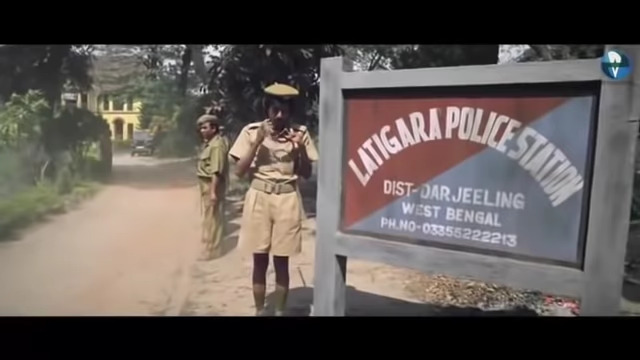 LATIGARA POLICE STATION
DIST-DARJEELING
WEST BENGAL
PH.NO-03355222213